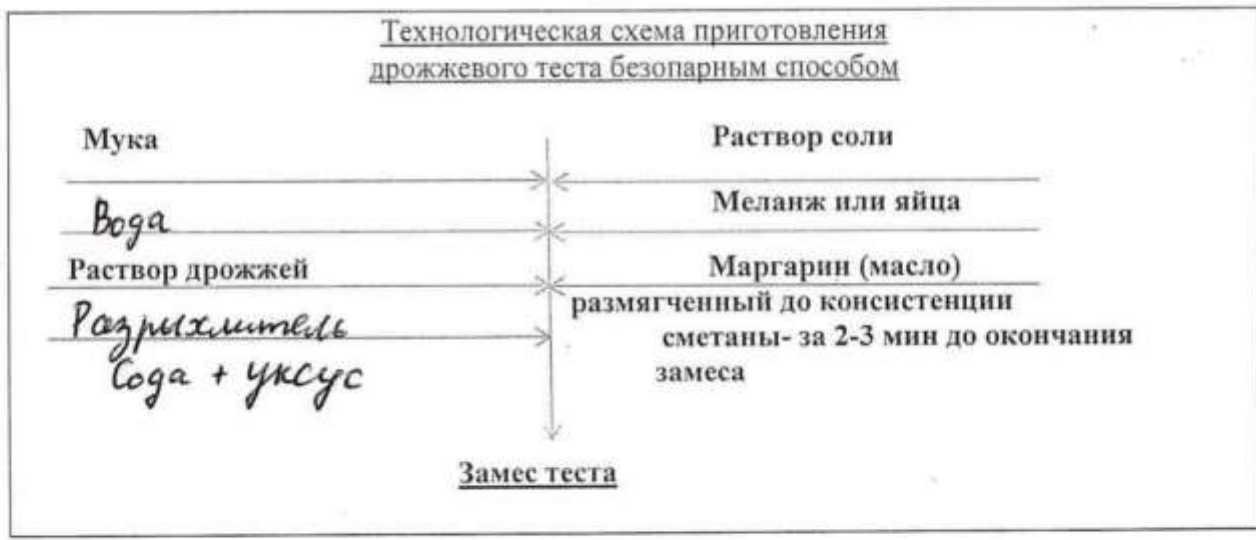 Технологическая схема приготовления
дрожжевого теста безопарным способом
Мука
Раствор соли
Вода
Меланж или яйца
Раствор дрожжей
Маргарин (масло)
размягченный до консистенции
Разрыхлитель
сметаны- за 2-3 мин до окончания
Сода + уксус
замеса
Замес теста